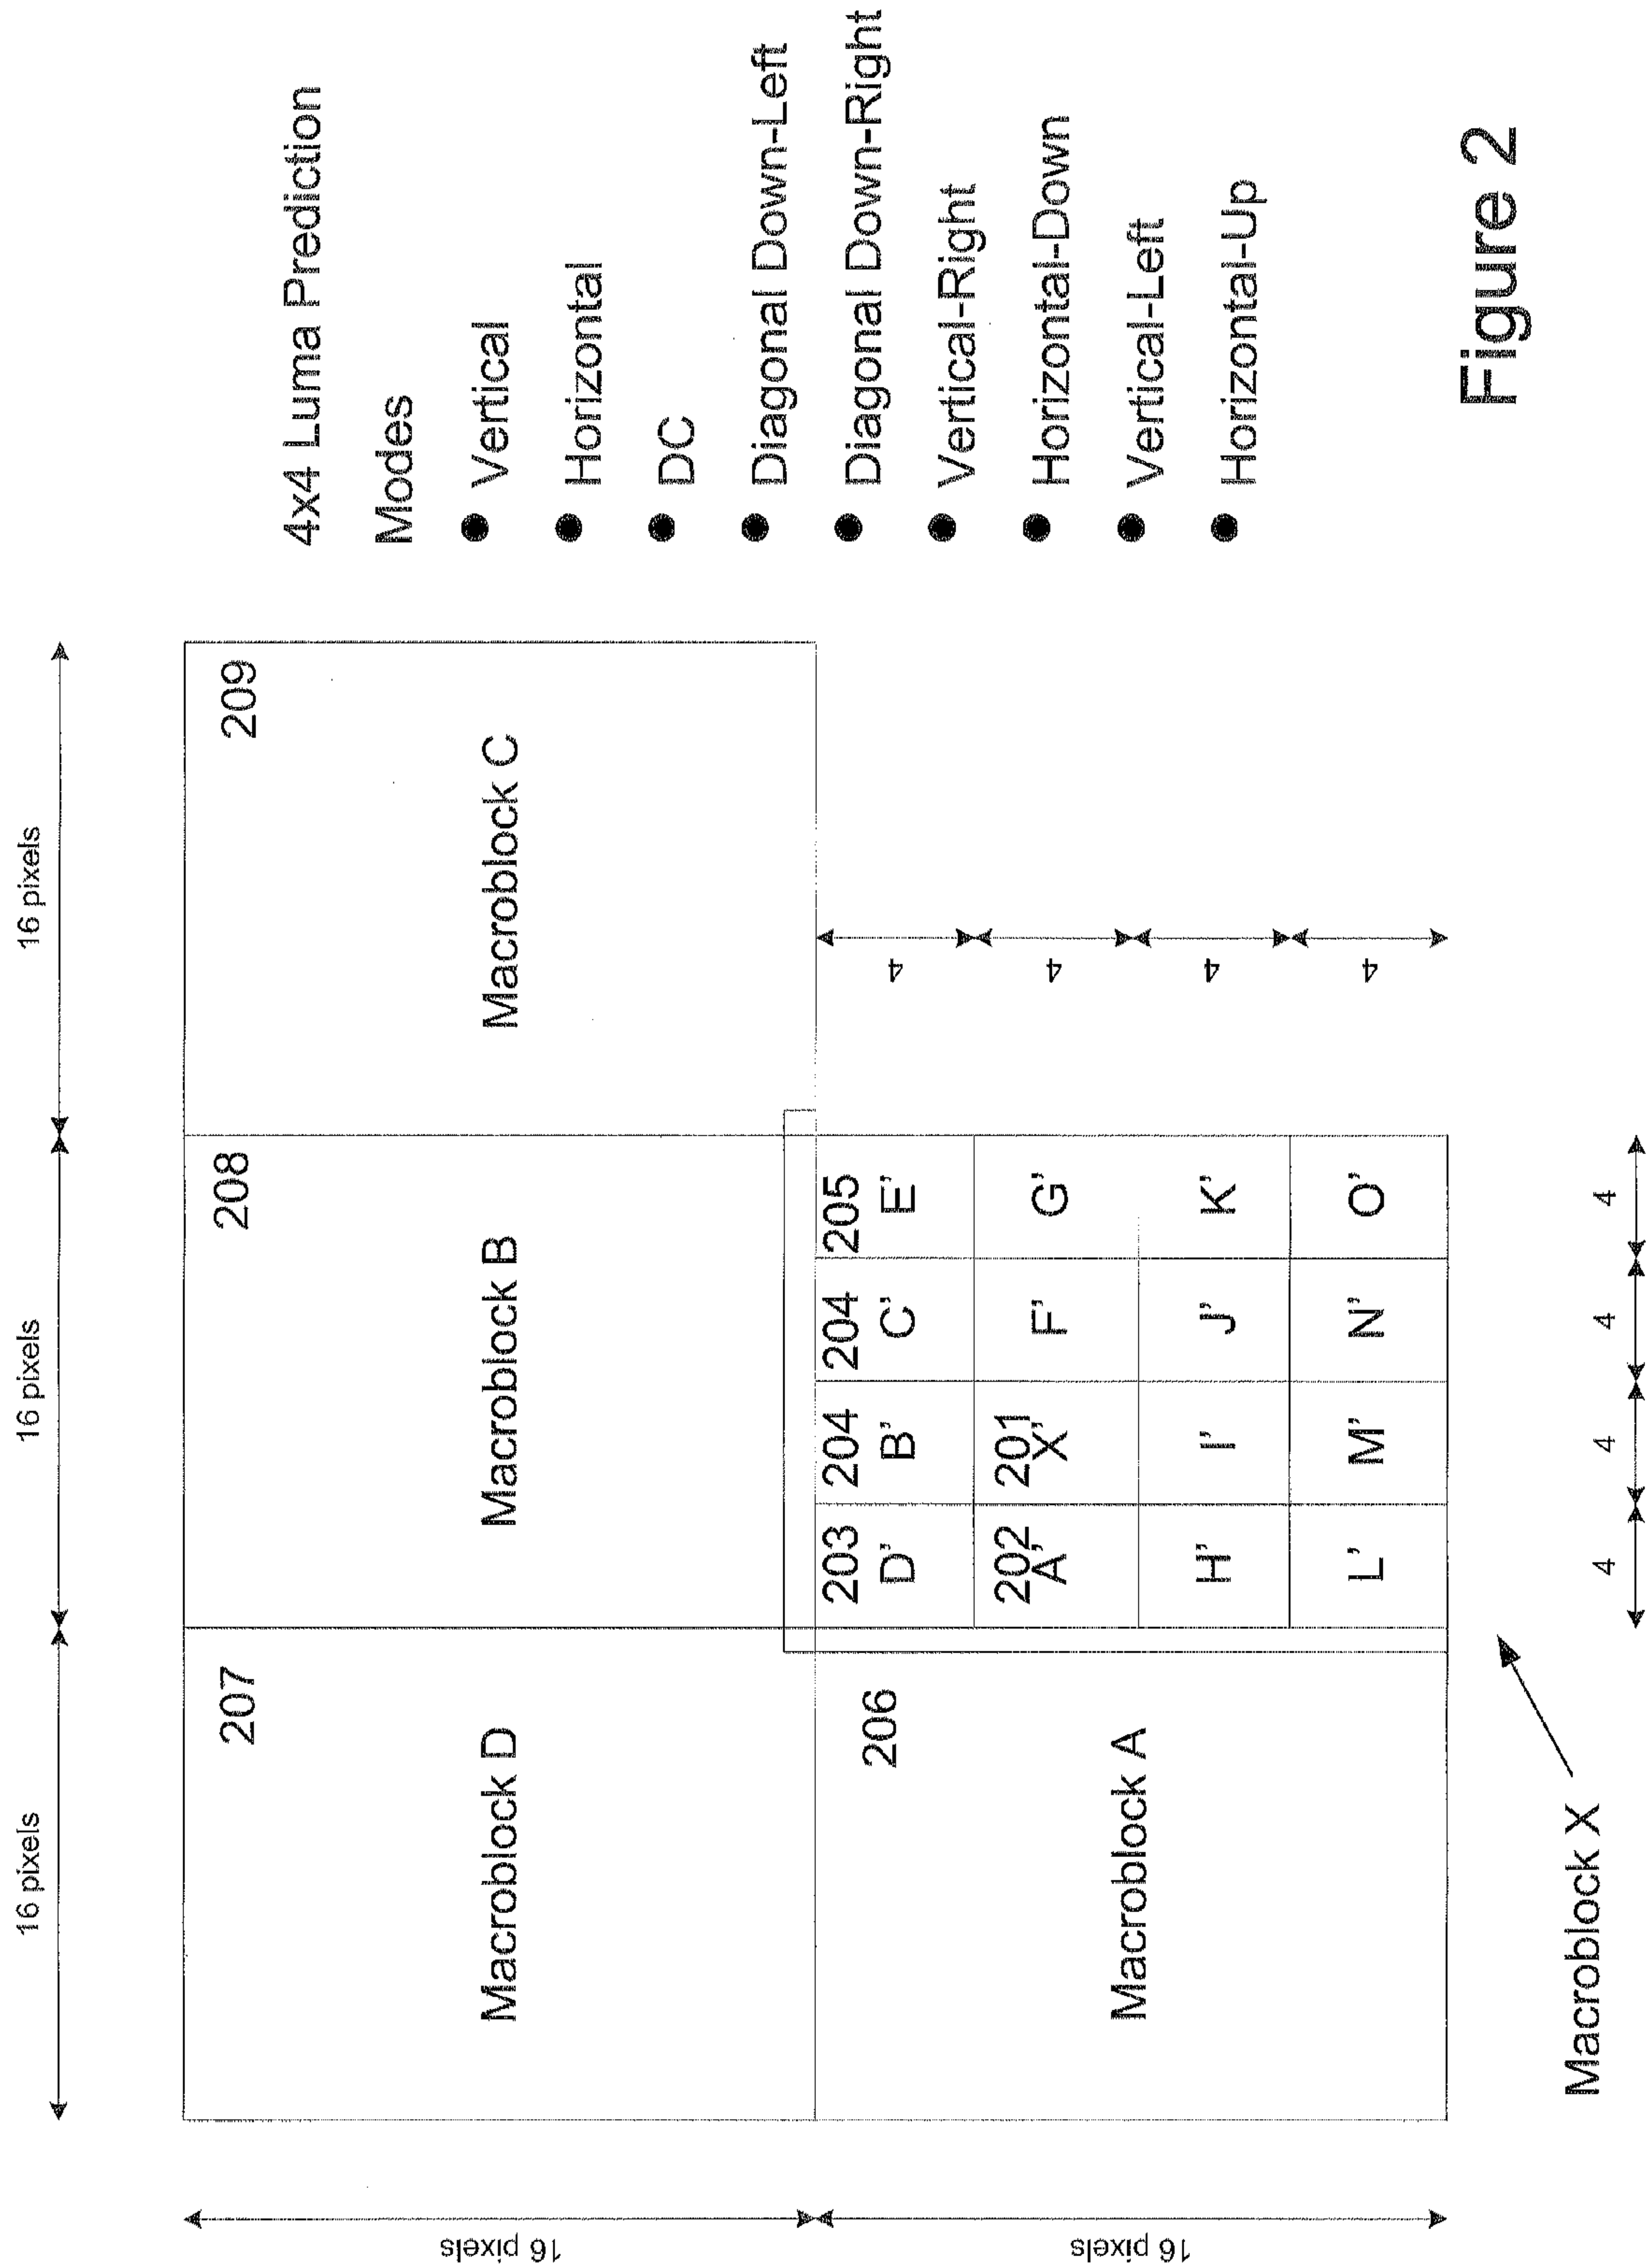 16 pixels
16 pixels
16 pixels
16 pixels
16 pixels
207
Macroblock D
208
Macroblock B
209
Macroblock C
206
Macroblock A
203
D'
204
B'
204
C'
205
E'
202
A'
201
X'
F'
G'
H'
I'
J'
K'
L'
M'
N'
O'
4
4
4
4
4
4
4
4
Macroblock X
4x4 Luma Prediction
Modes
● Vertical
● Horizontal
● DC
● Diagonal Down-Left
● Diagonal Down-Right
● Vertical-Right
● Horizontal-Down
● Vertical-Left
● Horizontal-Up
Figure 2